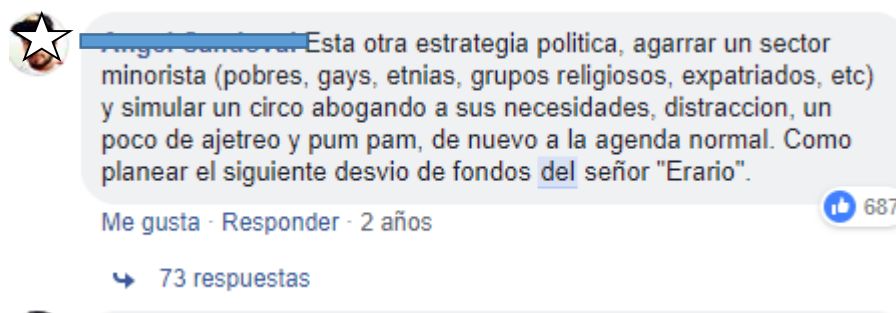 Esta otra estrategia politica, agarrar un sector
minorista (pobres, gays, etnias, grupos religiosos, expatriados, etc)
y simular un circo abogando a sus necesidades, distraccion, un
poco de ajetreo y pum pam, de nuevo a la agenda normal. Como
planear el siguiente desvio de fondos del señor "Erario".
687
Me gusta · Responder · 2 años
73 respuestas